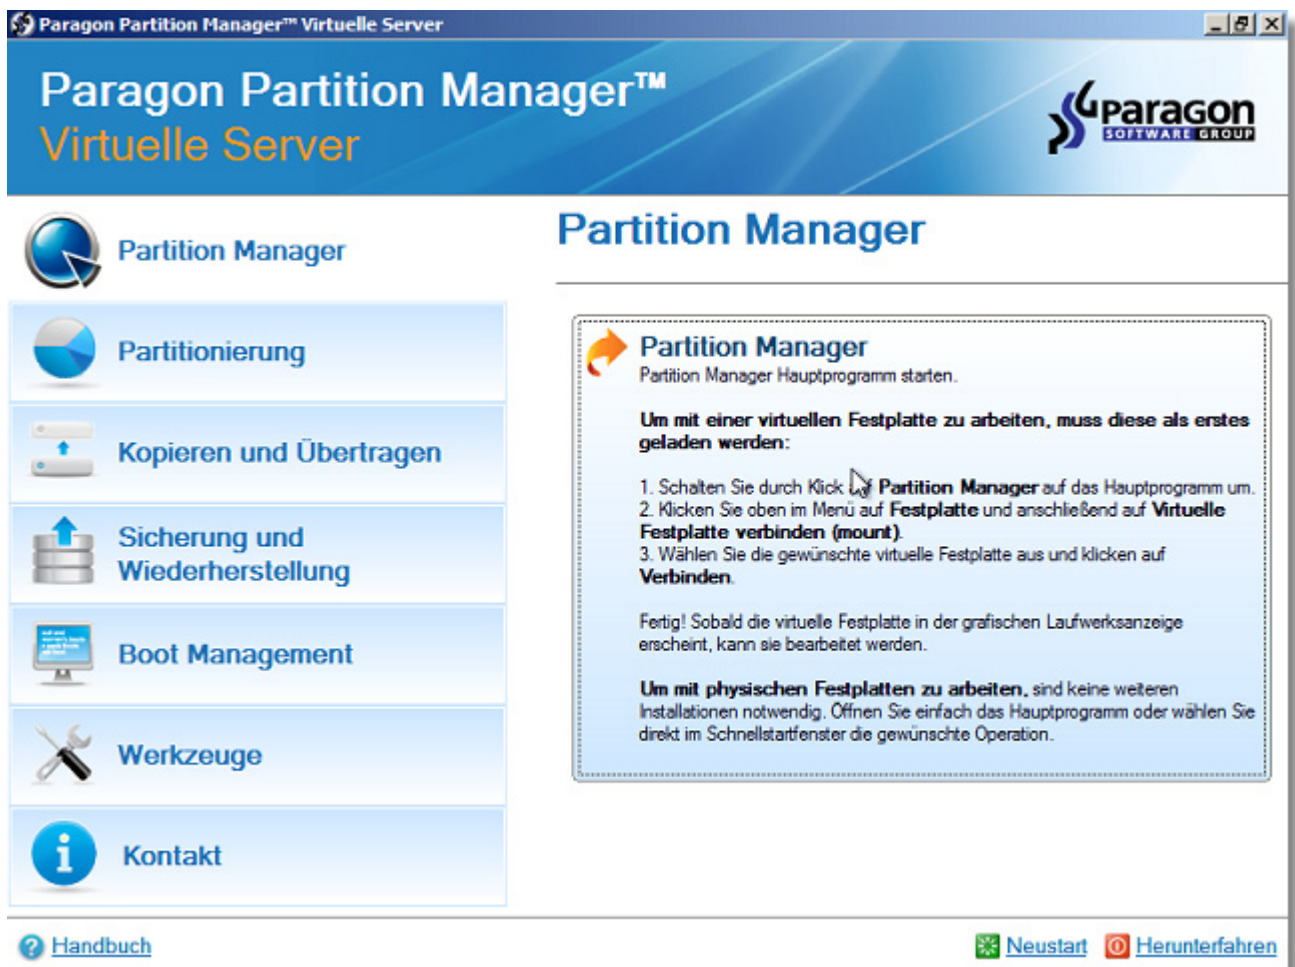 Paragon Partition Manager™ Virtuelle Server
Paragon Partition Manager™
Virtuelle Server
Paragon
SOFTWARE GROUP
Partition Manager
Partitionierung
Kopieren und Übertragen
Sicherung und
Wiederherstellung
Boot Management
Werkzeuge
Kontakt
Partition Manager
Partition Manager
Partition Manager Hauptprogramm starten.
Um mit einer virtuellen Festplatte zu arbeiten, muss diese als erstes
geladen werden:
1. Schalten Sie durch Klick Partition Manager auf das Hauptprogramm um.
2. Klicken Sie oben im Menü auf Festplatte und anschließend auf Virtuelle
Festplatte verbinden (mount).
3. Wählen Sie die gewünschte virtuelle Festplatte aus und klicken auf
Verbinden.
Fertig! Sobald die virtuelle Festplatte in der grafischen Laufwerksanzeige
erscheint, kann sie bearbeitet werden.
Um mit physischen Festplatten zu arbeiten, sind keine weiteren
Installationen notwendig. Öffnen Sie einfach das Hauptprogramm oder wählen Sie
direkt im Schnellstartfenster die gewünschte Operation.
Handbuch
Neustart
Herunterfahren